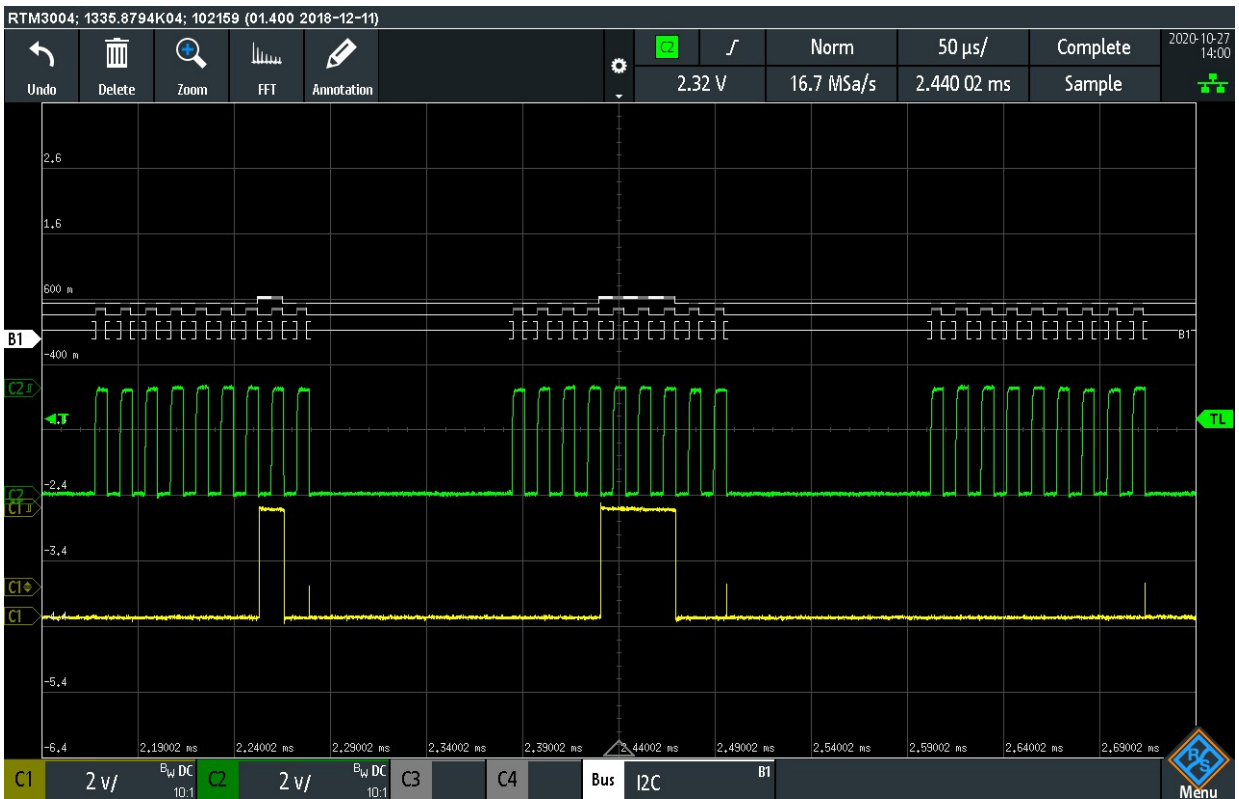 RTM3004; 1335.8794K04; 102159 (01.400 2018-12-11)
Undo
Delete
Zoom
FFT
Annotation
C2
Norm
50 µs/
Complete
2020-10-27
14:00
2.32 V
16.7 MSa/s
2.440 02 ms
Sample
2.6
1.6
600 m
B1
B1
-400 m
C2
TL
-2.4
C2
C1
-3.4
C1
C1
-4.4
-5.4
-6.4
2.19002 ms
2.24002 ms
2.29002 ms
2.34002 ms
2.39002 ms
2.44002 ms
2.49002 ms
2.54002 ms
2.59002 ms
2.64002 ms
2.69002 ms
C1
2 V/
BW DC
10:1
C2
2 V/
BW DC
10:1
C3
C4
Bus
I2C
B1
R&S
Menu